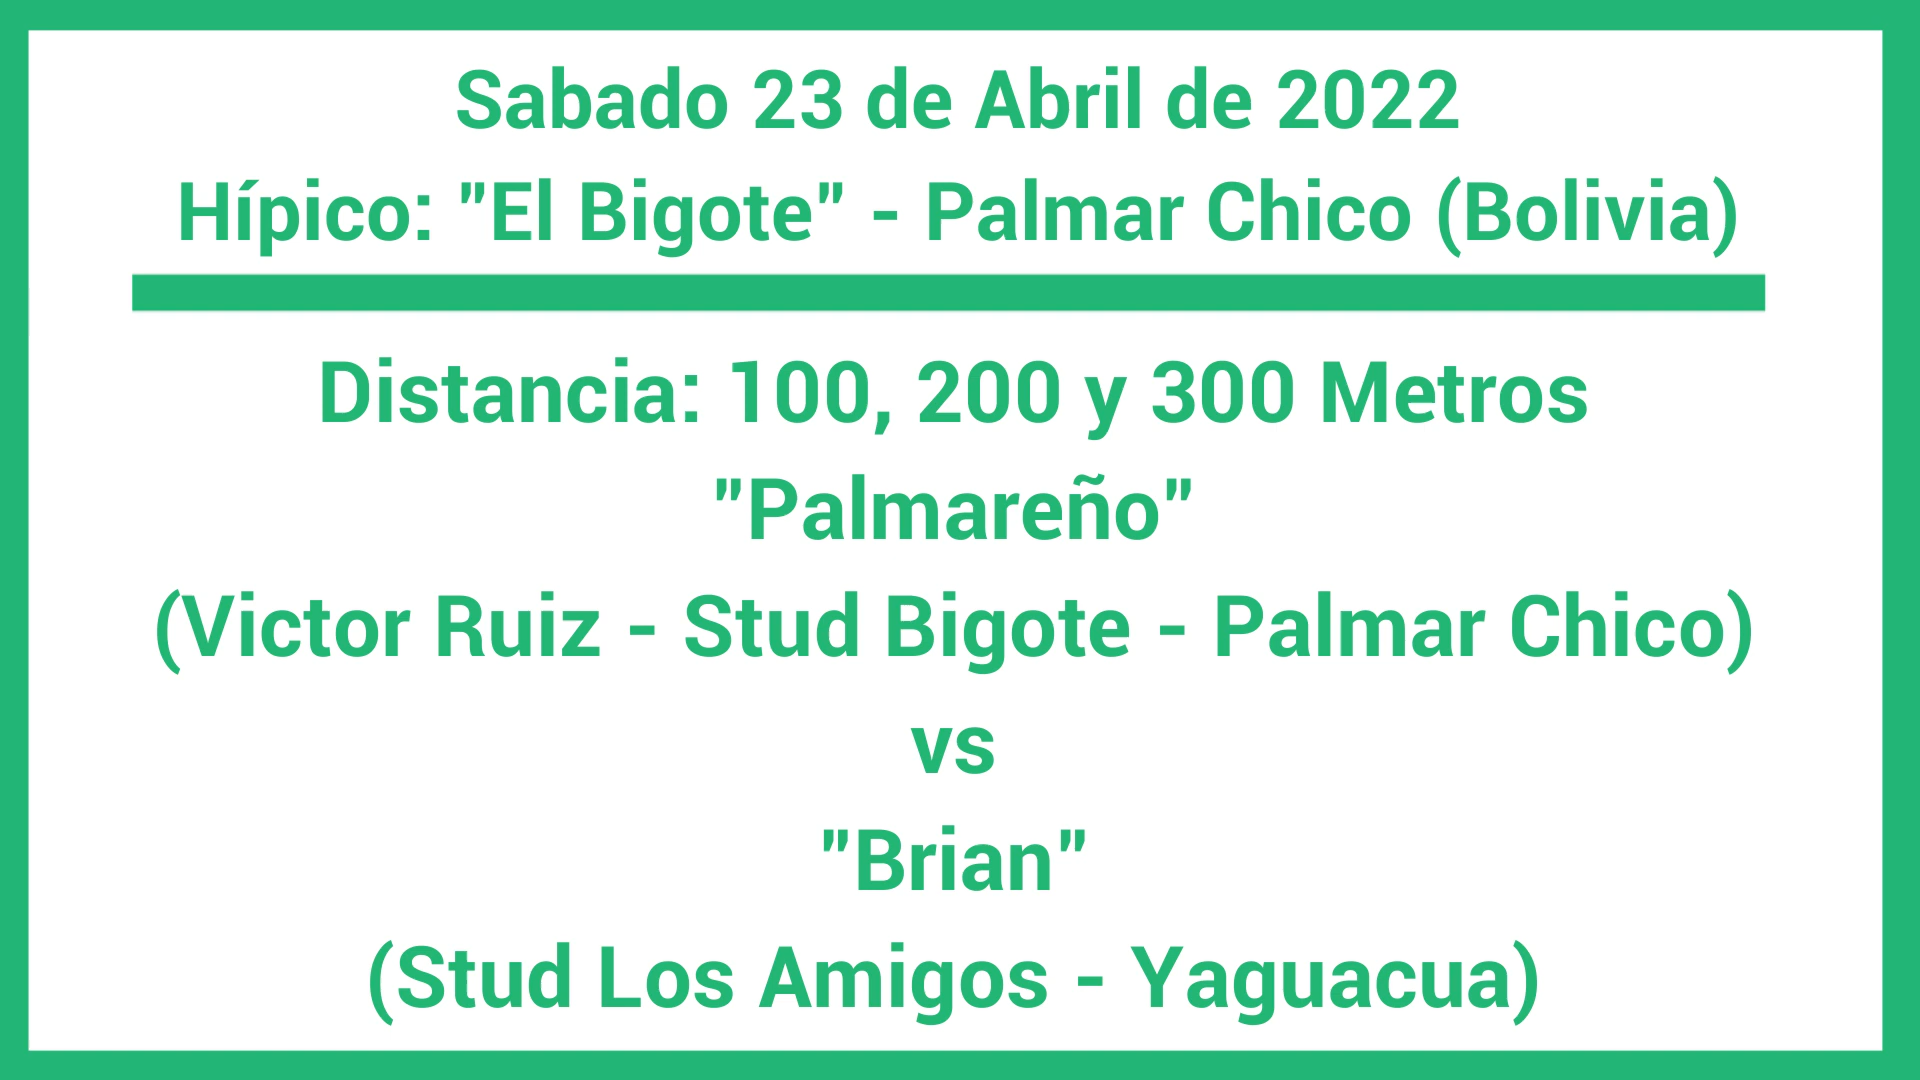 Sabado 23 de Abril de 2022
Hípico: "El Bigote" - Palmar Chico (Bolivia)
Distancia: 100, 200 y 300 Metros
"Palmareño"
(Victor Ruiz - Stud Bigote - Palmar Chico)
vs
"Brian"
(Stud Los Amigos - Yaguacua)